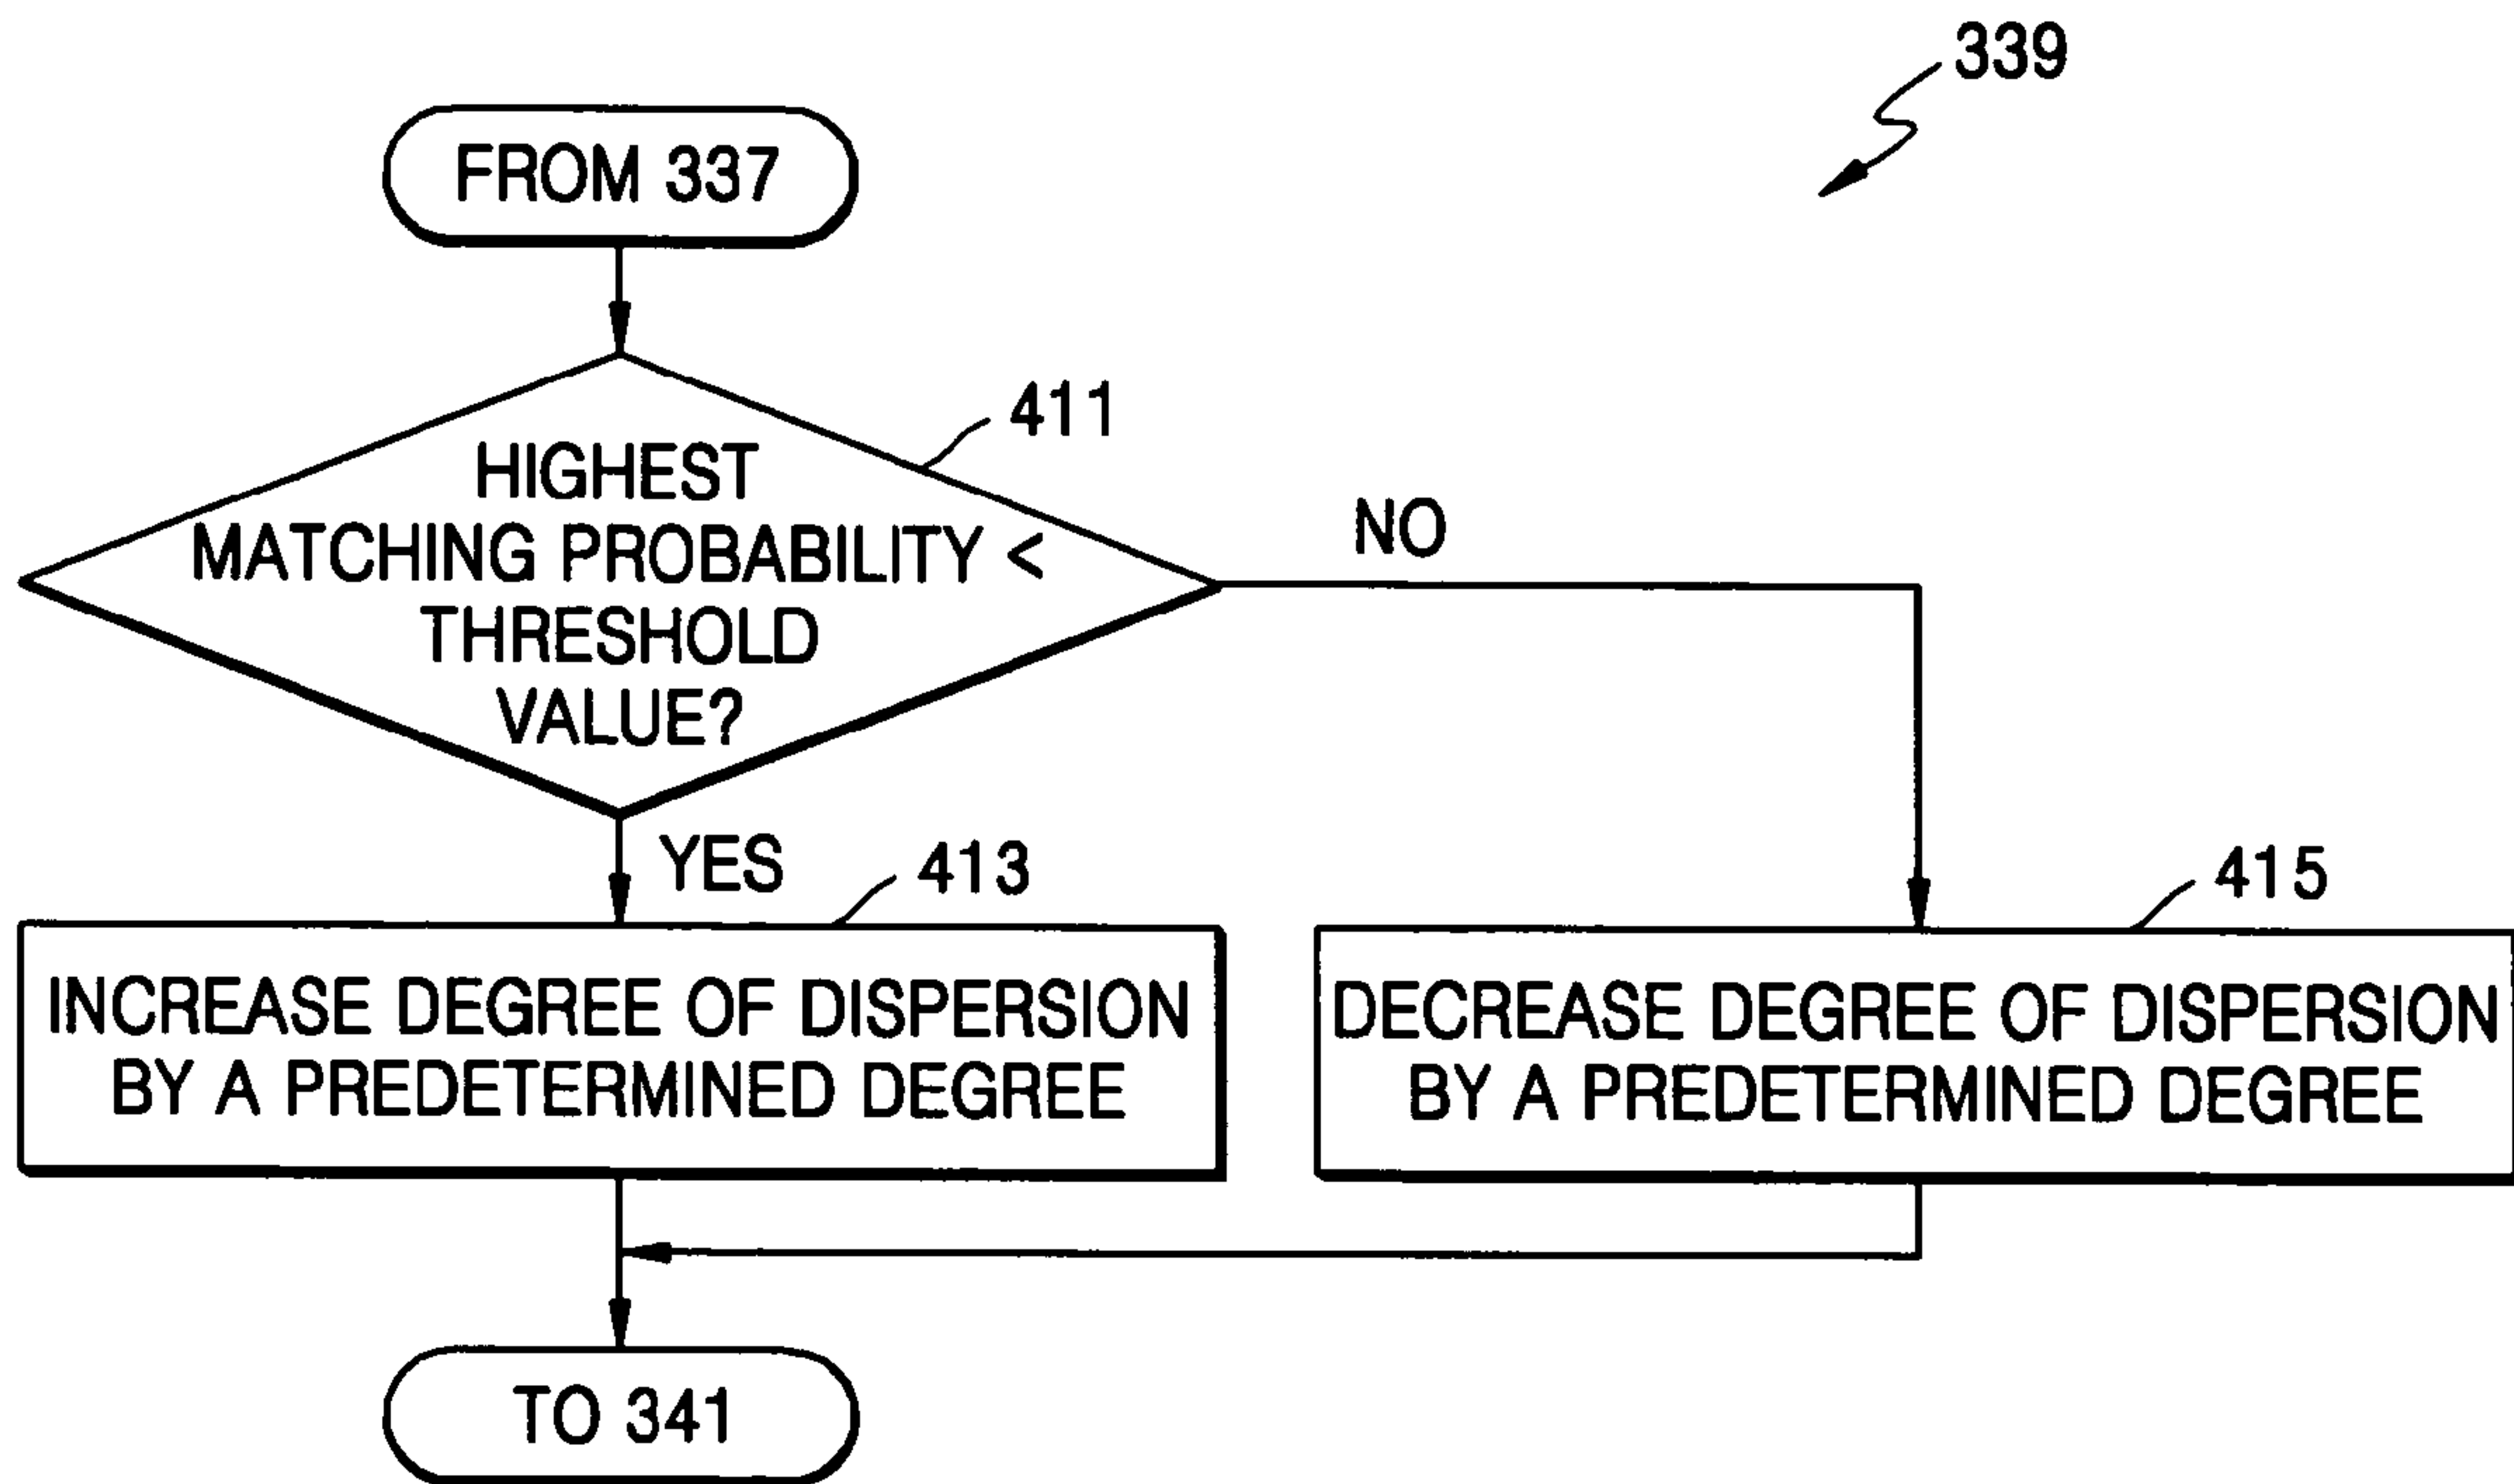 339
FROM 337
411
HIGHEST
MATCHING PROBABILITY <
THRESHOLD
VALUE?
NO
YES
413
415
INCREASE DEGREE OF DISPERSION
BY A PREDETERMINED DEGREE
DECREASE DEGREE OF DISPERSION
BY A PREDETERMINED DEGREE
TO 341